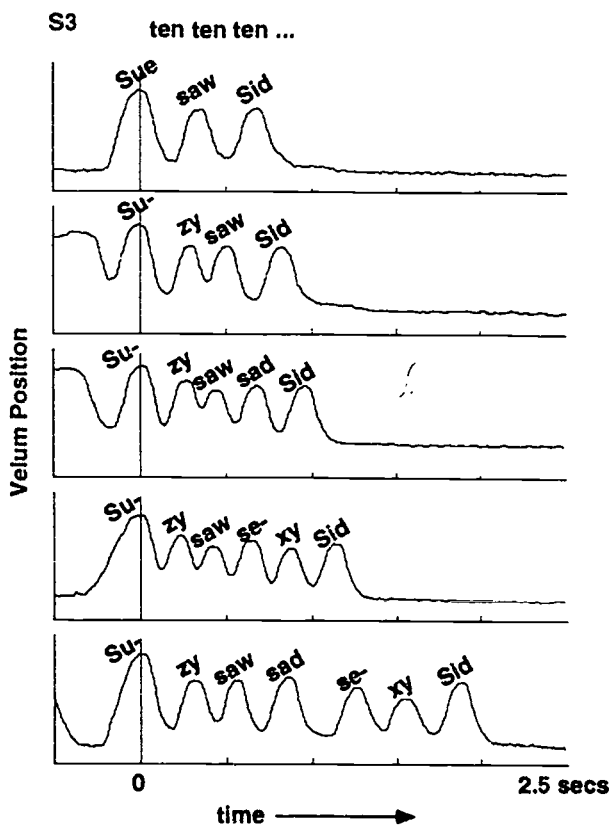 S3
ten ten ten ...
Sue saw Sid
Su- zy saw Sid
Su- zy saw sad Sid
Su- zy saw se- xy Sid
Su- zy saw sad se- xy Sid
Velum Position
0 2.5 secs
time